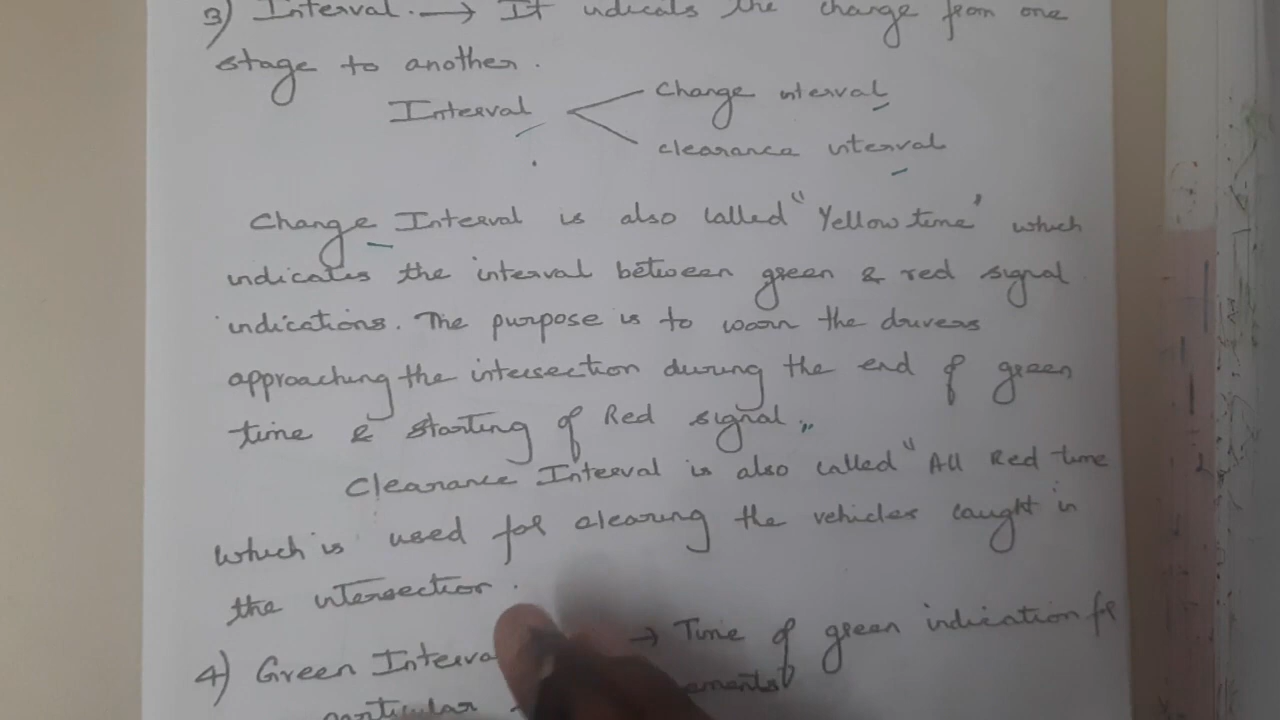 3) Interval. → It indicats the change from one
stage to another.
Interval
change interval
clearance interval
Change Interval is also called "Yellow time" which
indicates the interval between green & red signal
indications. The purpose is to warn the drivers
approaching the intersection during the end of green
time & starting of Red signal.
Clearance Interval is also called "All Red time
which is used for clearing the vehicles caught in
the intersection.
4) Green Interva → Time of green indication for
particular ements